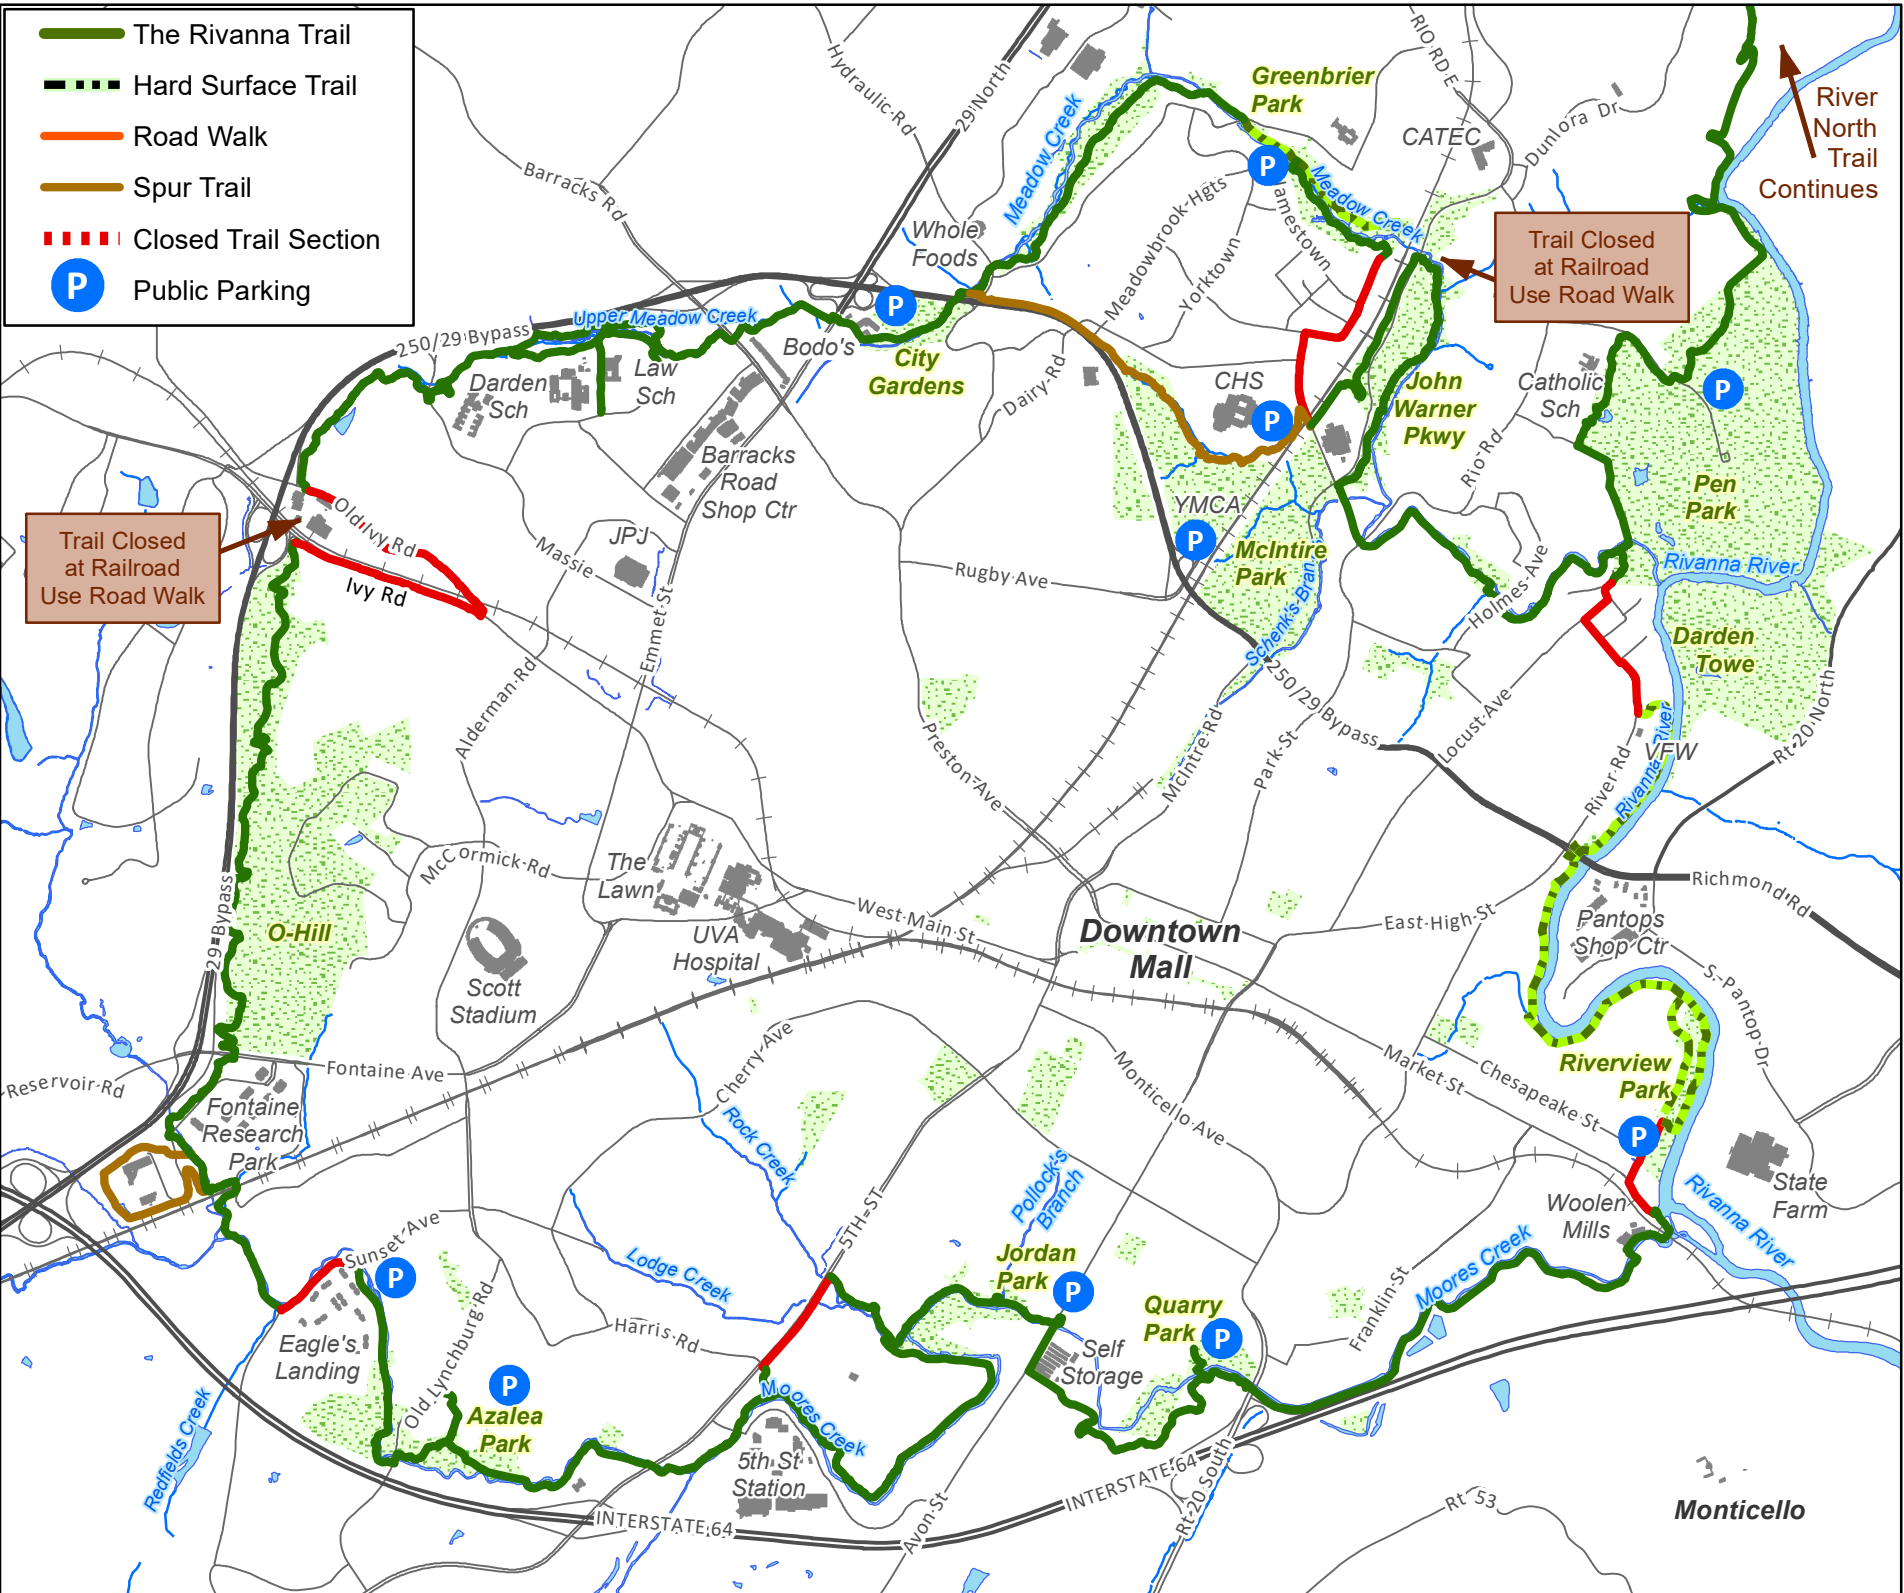 The Rivanna Trail
Hard Surface Trail
Road Walk
Spur Trail
Closed Trail Section
P
Public Parking
Hydraulic Rd
29 North
Meadow Creek
Greenbrier
Park
RIO RD E
CATEC
Dunlora Dr
River
North
Trail
Continues
Barracks Rd
Whole
Foods
P
Meadowbrook Hgts
Jamestown
Yorktown
Meadow Creek
Trail Closed
at Railroad
Use Road Walk
250/29 Bypass
Upper Meadow Creek
P
Bodo's
City
Gardens
Darden
Sch
Law
Sch
Dairy Rd
CHS
P
John
Warner
Pkwy
Catholic
Sch
P
Rio Rd
Pen
Park
Barracks
Road
Shop Ctr
Old Ivy Rd
Trail Closed
at Railroad
Use Road Walk
Ivy Rd
Massie
JPJ
Emmet St
Rugby Ave
YMCA
P
McIntire
Park
Schenk's Bran.
Holmes Ave
Rivanna River
Darden
Towe
Alderman Rd
250/29 Bypass
Preston Ave
McIntre Rd
Park St
Locust Ave
River Rd
VFW
Rivanna River
Rt 20 North
29 Bypass
O-Hill
McCormick Rd
The
Lawn
UVA
Hospital
West Main St
Downtown
Mall
East High St
Richmond Rd
Pantops
Shop Ctr
S. Pantop Dr
Scott
Stadium
Fontaine Ave
Reservoir Rd
Fontaine
Research
Park
Cherry Ave
Rock Creek
Monticello Ave
Market St
Chesapeake St
Riverview
Park
P
State
Farm
Woolen
Mills
Rivanna River
Pollock's
Branch
5TH ST
Sunset Ave
P
Lodge Creek
Jordan
Park
P
Quarry
Park
P
Moores Creek
Franklin St
Eagle's
Landing
Harris Rd
Self
Storage
Old Lynchburg Rd
P
Azalea
Park
Moores Creek
5th St
Station
Redfields Creek
INTERSTATE 64
Avon St
INTERSTATE 64
Rt 20 South
Rt 53
Monticello